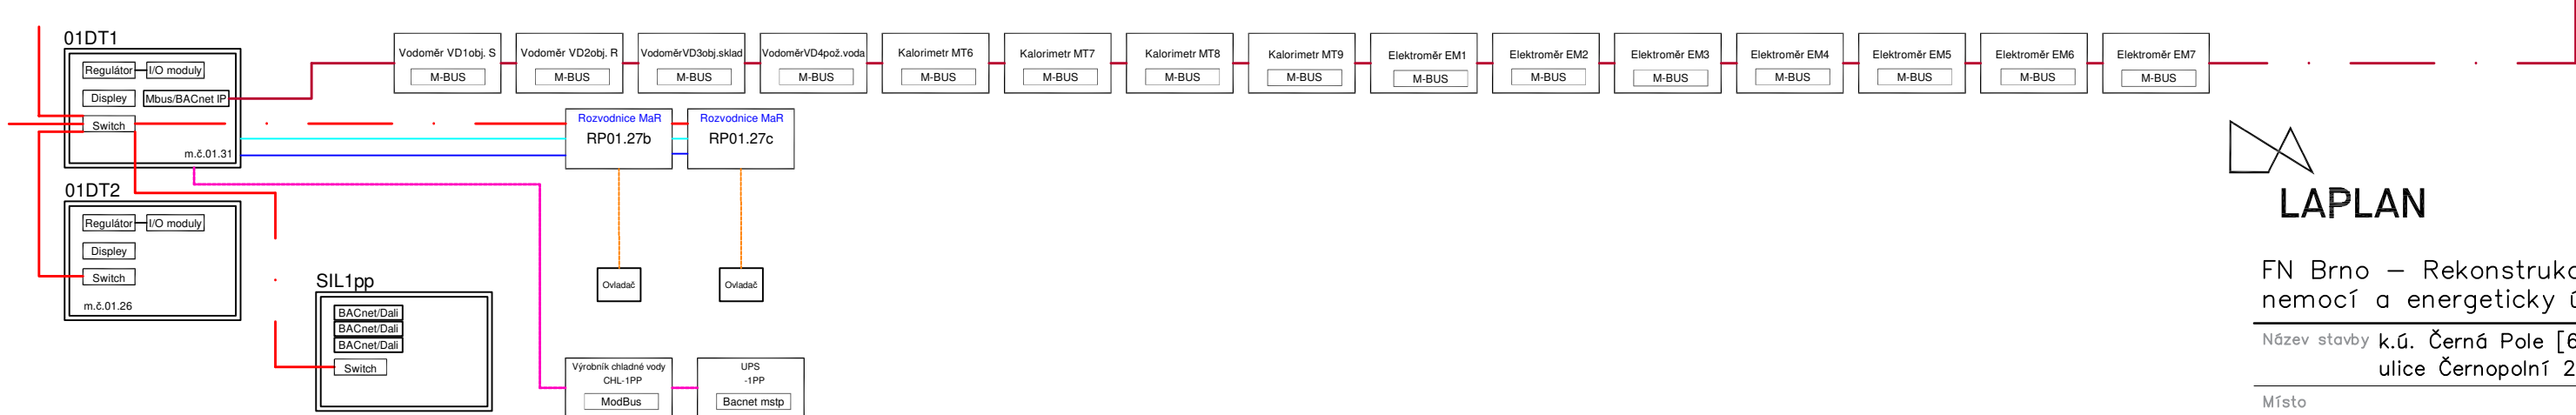 01DT1
Regulátor
I/O moduly
Displey
Mbus/BACnet IP
Switch
m.č.01.31
Vodoměr VD1obj. S
M-BUS
Vodoměr VD2obj. R
M-BUS
VodoměrVD3obj.sklad
M-BUS
VodoměrVD4pož.voda
M-BUS
Kalorimetr MT6
M-BUS
Kalorimetr MT7
M-BUS
Kalorimetr MT8
M-BUS
Kalorimetr MT9
M-BUS
Elektroměr EM1
M-BUS
Elektroměr EM2
M-BUS
Elektroměr EM3
M-BUS
Elektroměr EM4
M-BUS
Elektroměr EM5
M-BUS
Elektroměr EM6
M-BUS
Elektroměr EM7
M-BUS
Rozvodnice MaR
RP01.27b
Rozvodnice MaR
RP01.27c
Ovladač
Ovladač
01DT2
Regulátor
I/O moduly
Displey
Switch
m.č.01.26
SIL1pp
BACnet/Dali
BACnet/Dali
BACnet/Dali
Switch
Výrobník chladné vody
CHL-1PP
ModBus
UPS
-1PP
Bacnet mstp
LAPLAN
FN Brno – Rekonstrukc
nemocí a energeticky ú
Název stavby k.ú. Černá Pole [6
ulice Černopolní 2
Místo